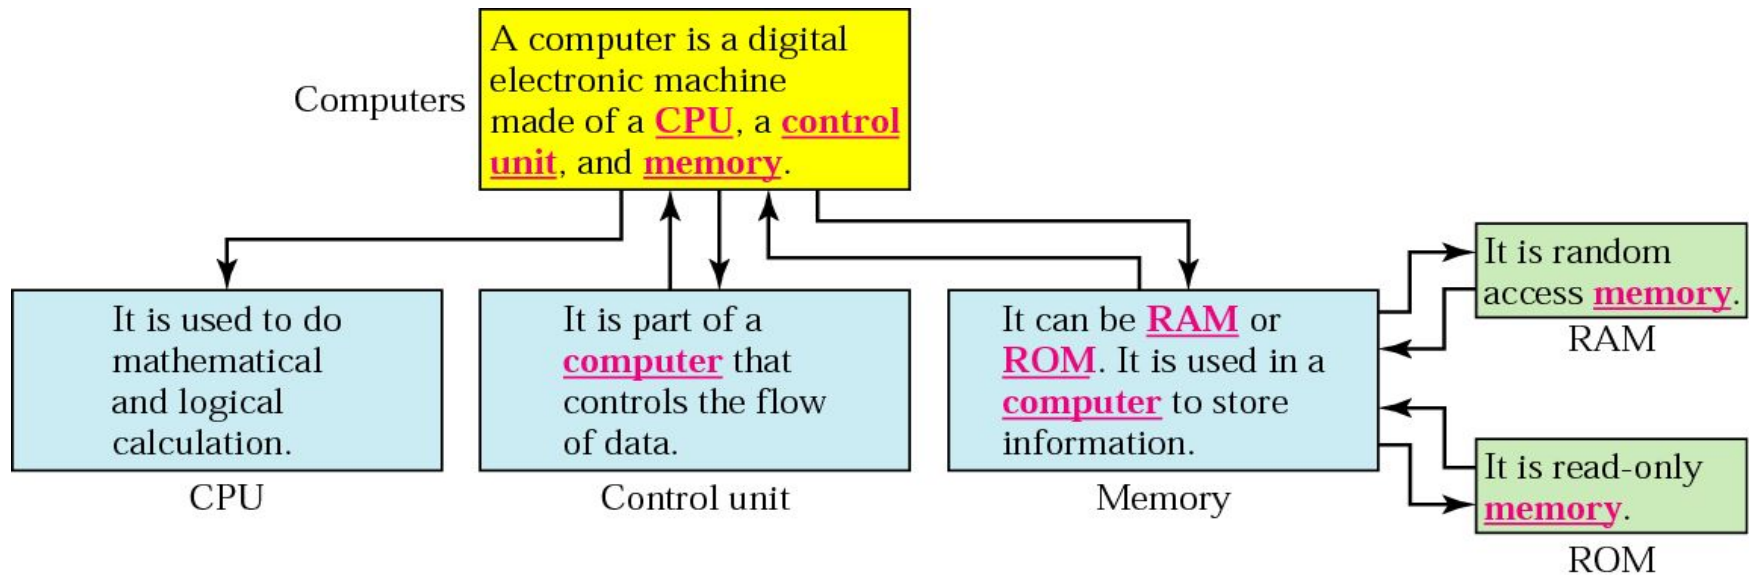 Computers
A computer is a digital
electronic machine
made of a CPU, a control
unit, and memory.
It is used to do
mathematical
and logical
calculation.
CPU
It is part of a
computer that
controls the flow
of data.
Control unit
It can be RAM or
ROM. It is used in a
computer to store
information.
Memory
It is random
access memory.
RAM
It is read-only
memory.
ROM